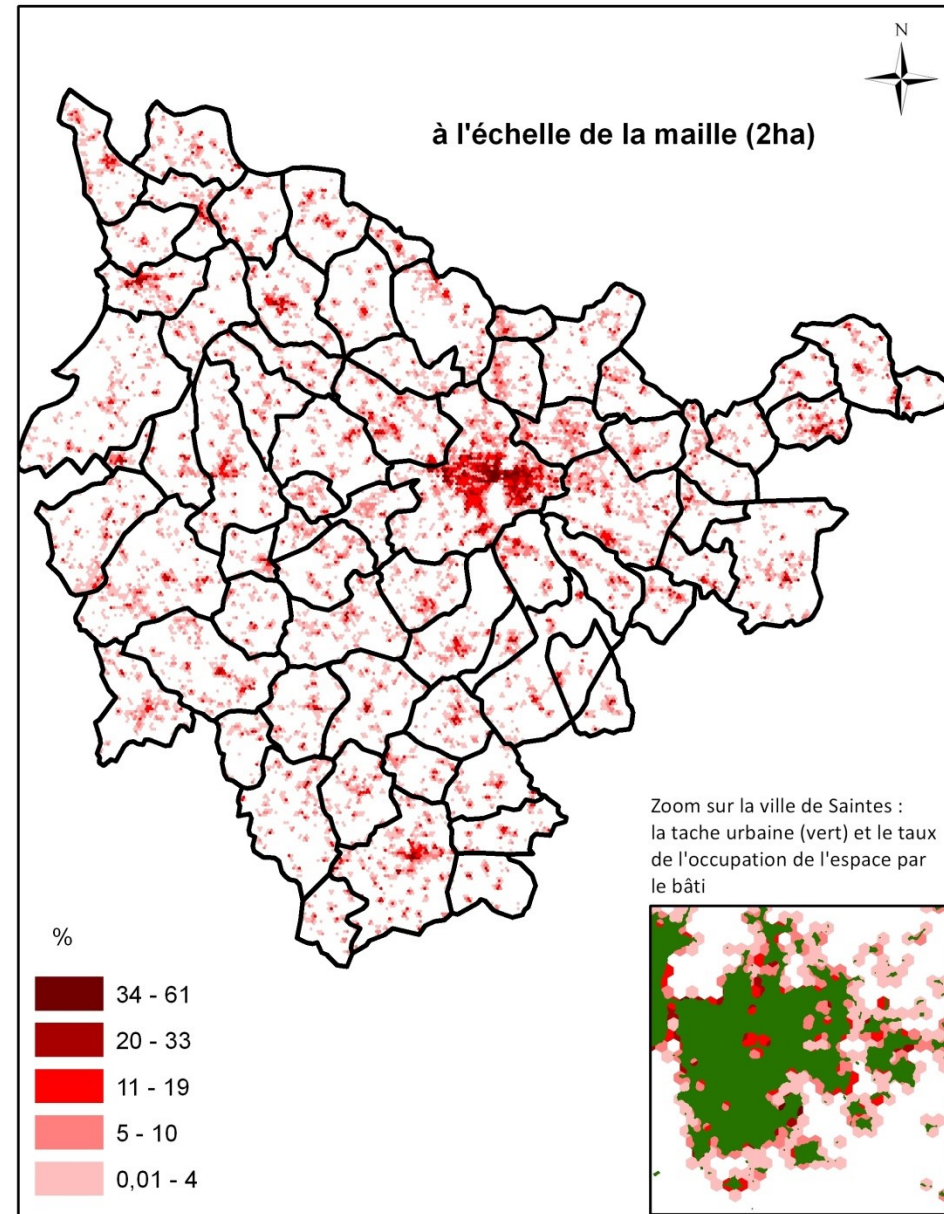 N
à l'échelle de la maille (2ha)
Zoom sur la ville de Saintes :
la tache urbaine (vert) et le taux
de l'occupation de l'espace par
le bâti
%
34 - 61
20 - 33
11 - 19
5 - 10
0,01 - 4